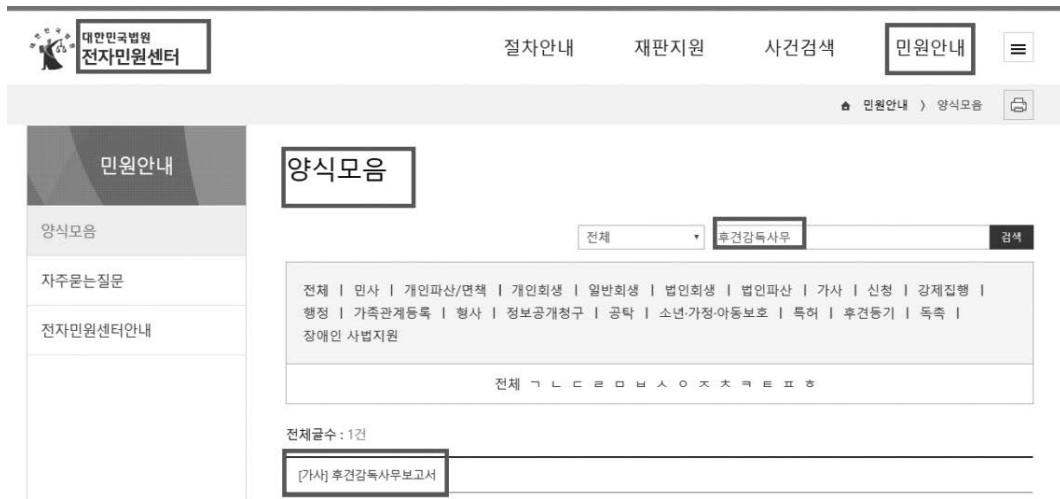 대한민국법원
전자민원센터
절차안내 재판지원 사건검색 민원안내
민원안내 〉 양식모음
민원안내
양식모음
자주묻는질문
전자민원센터안내
양식모음
전체 후견감독사무 검색
전체 | 민사 | 개인파산/면책 | 개인회생 | 일반회생 | 법인회생 | 법인파산 | 가사 | 신청 | 강제집행 |
행정 | 가족관계등록 | 형사 | 정보공개청구 | 공탁 | 소년·가정·아동보호 | 특허 | 후견등기 | 독촉 |
장애인 사법지원
전체 ㄱ ㄴ ㄷ ㄹ ㅁ ㅂ ㅅ ㅇ ㅈ ㅊ ㅋ ㅌ ㅍ ㅎ
전체글수 : 1건
[가사] 후견감독사무보고서